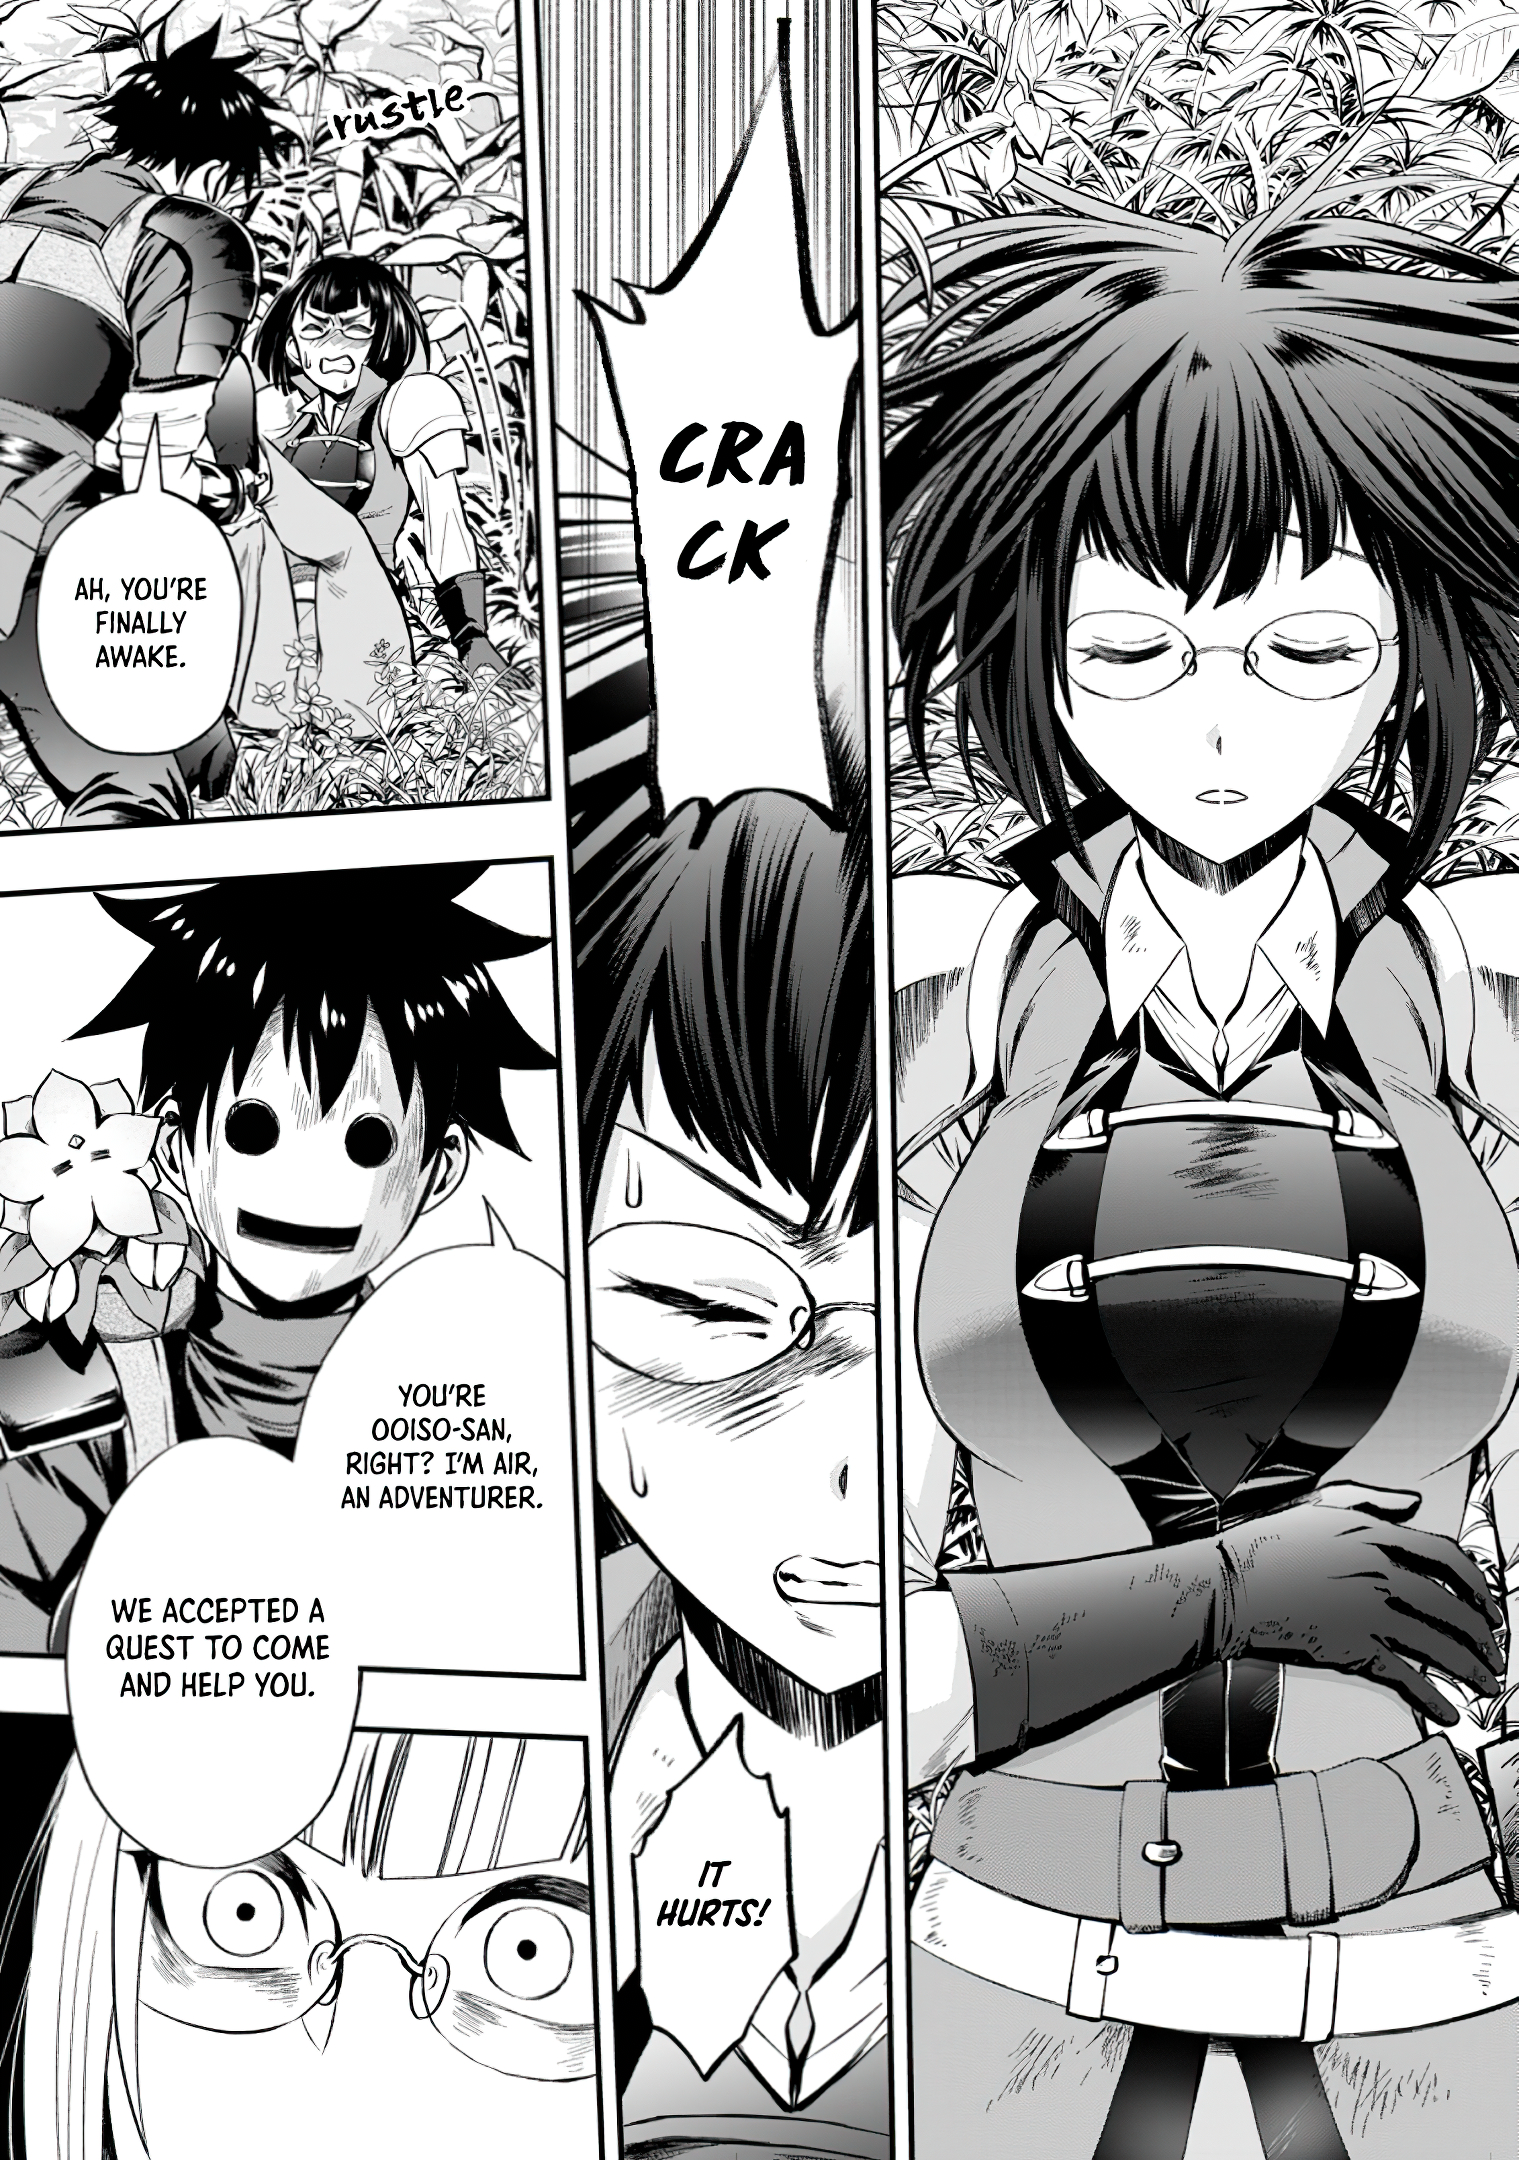 CRA
CK
IT
HURTS!
rustle
AH, YOU'RE
FINALLY
AWAKE.
YOU'RE
OOISO-SAN,
RIGHT? I'M AIR,
AN ADVENTURER.
WE ACCEPTED A
QUEST TO COME
AND HELP YOU.